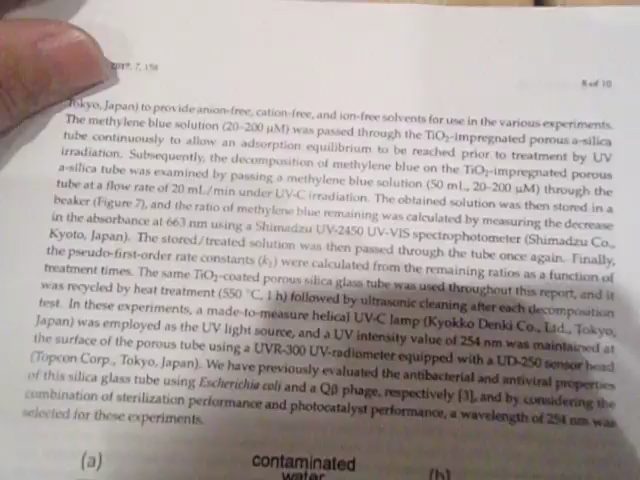 2017, 7, 158
8 of 10
Tokyo, Japan) to provide anion-free, cation-free, and ion-free solvents for use in the various experiments.
The methylene blue solution (20–200 μM) was passed through the TiO2-impregnated porous a-silica
tube continuously to allow an adsorption equilibrium to be reached prior to treatment by UV
irradiation. Subsequently, the decomposition of methylene blue on the TiO2-impregnated porous
a-silica tube was examined by passing a methylene blue solution (50 mL, 20–200 μM) through the
tube at a flow rate of 20 mL/min under UV-C irradiation. The obtained solution was then stored in a
beaker (Figure 7), and the ratio of methylene blue remaining was calculated by measuring the decrease
in the absorbance at 663 nm using a Shimadzu UV-2450 UV-VIS spectrophotometer (Shimadzu Co.,
Kyoto, Japan). The stored/treated solution was then passed through the tube once again. Finally,
the pseudo-first-order rate constants (k1) were calculated from the remaining ratios as a function of
treatment times. The same TiO2-coated porous silica glass tube was used throughout this report, and it
was recycled by heat treatment (550 °C, 1 h) followed by ultrasonic cleaning after each decomposition
test. In these experiments, a made-to-measure helical UV-C lamp (Kyokko Denki Co., Ltd., Tokyo,
Japan) was employed as the UV light source, and a UV intensity value of 254 nm was maintained at
the surface of the porous tube using a UVR-300 UV-radiometer equipped with a UD-250 sensor head
(Topcon Corp., Tokyo, Japan). We have previously evaluated the antibacterial and antiviral properties
of this silica glass tube using Escherichia coli and a Qβ phage, respectively [3], and by considering the
combination of sterilization performance and photocatalyst performance, a wavelength of 254 nm was
selected for these experiments.
(a)
contaminated
water
(b)